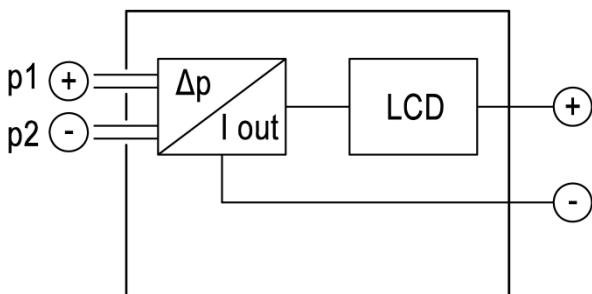 p1 +
p2 -
Δp
I out
LCD
+
-